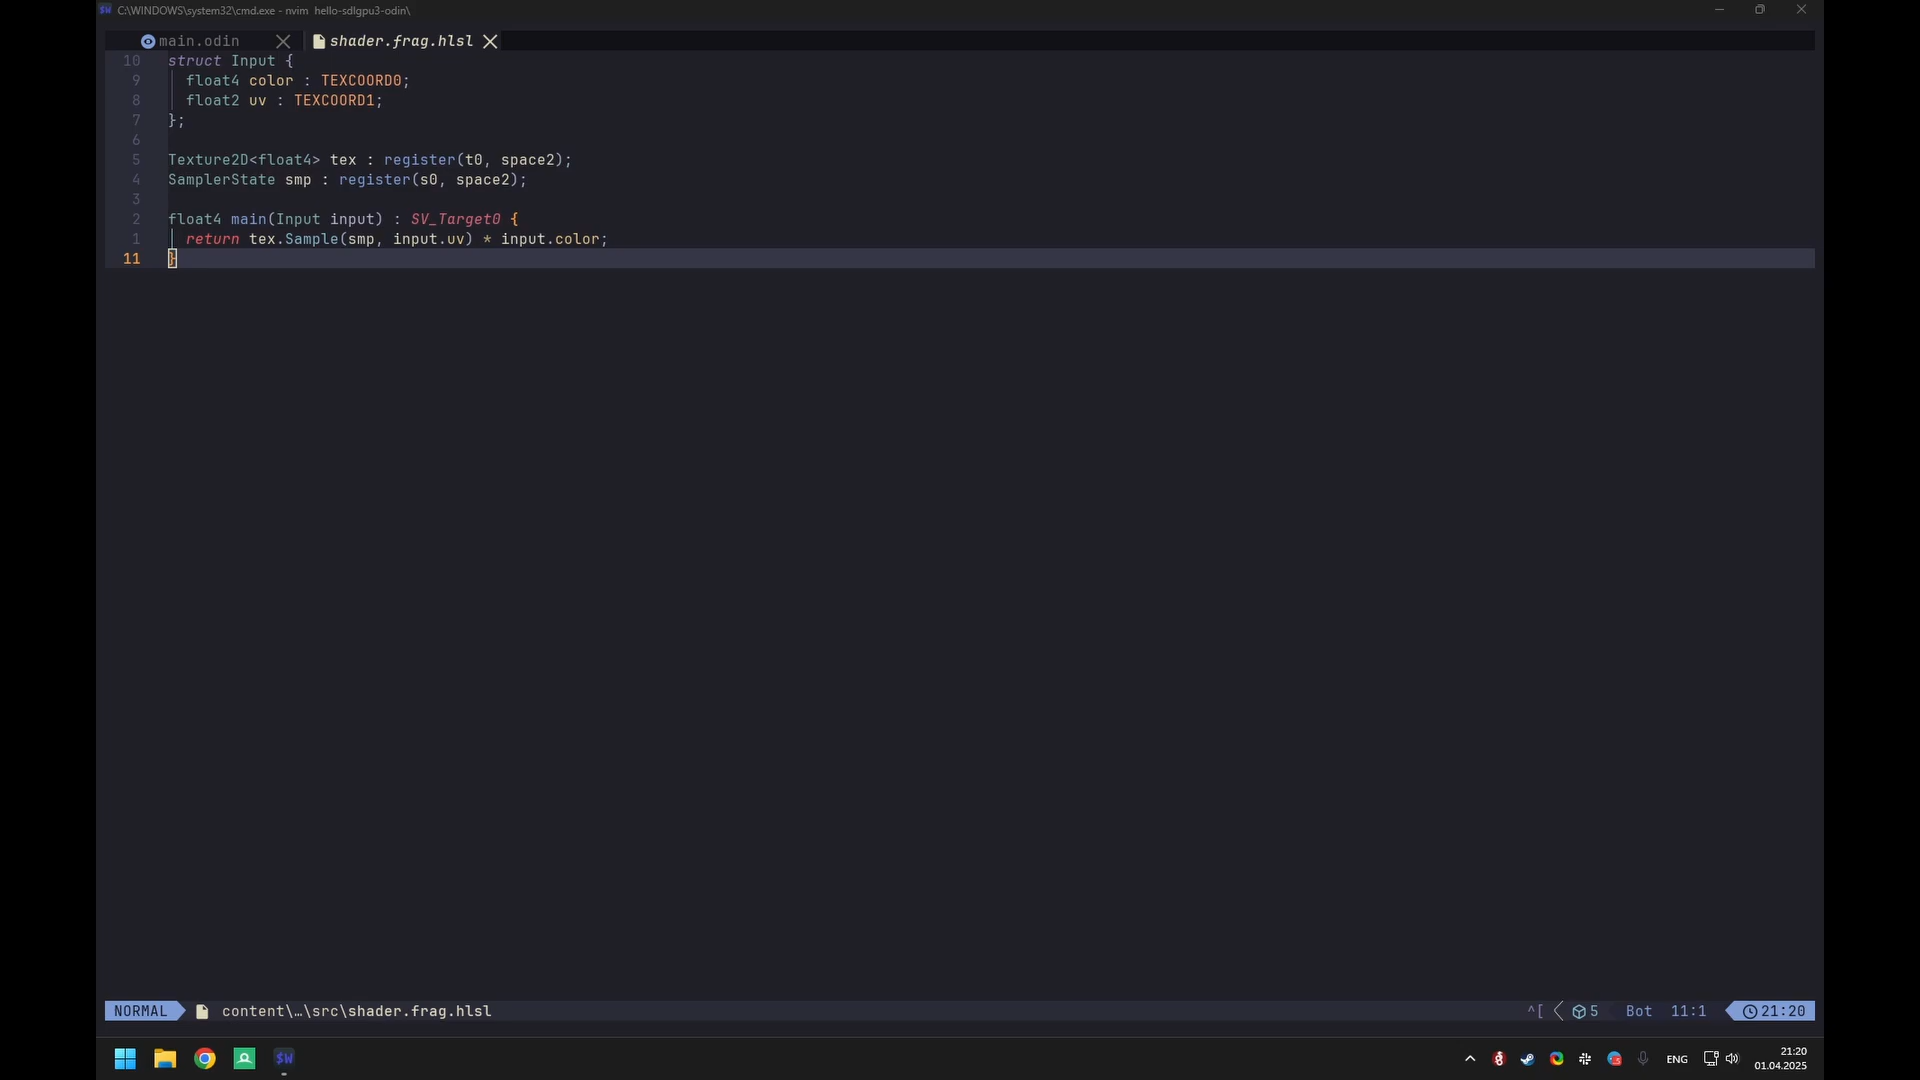 $W C:\WINDOWS\system32\cmd.exe - nvim  hello-sdlgpu3-odin\
main.odin
shader.frag.hlsl
10 struct Input {
9 float4 color : TEXCOORD0;
8 float2 uv : TEXCOORD1;
7 };
6
5 Texture2D<float4> tex : register(t0, space2);
4 SamplerState smp : register(s0, space2);
3
2 float4 main(Input input) : SV_Target0 {
1 return tex.Sample(smp, input.uv) * input.color;
11 }
NORMAL content\…\src\shader.frag.hlsl ^[ 5 Bot 11:1 21:20
$W ENG 21:20
01.04.2025